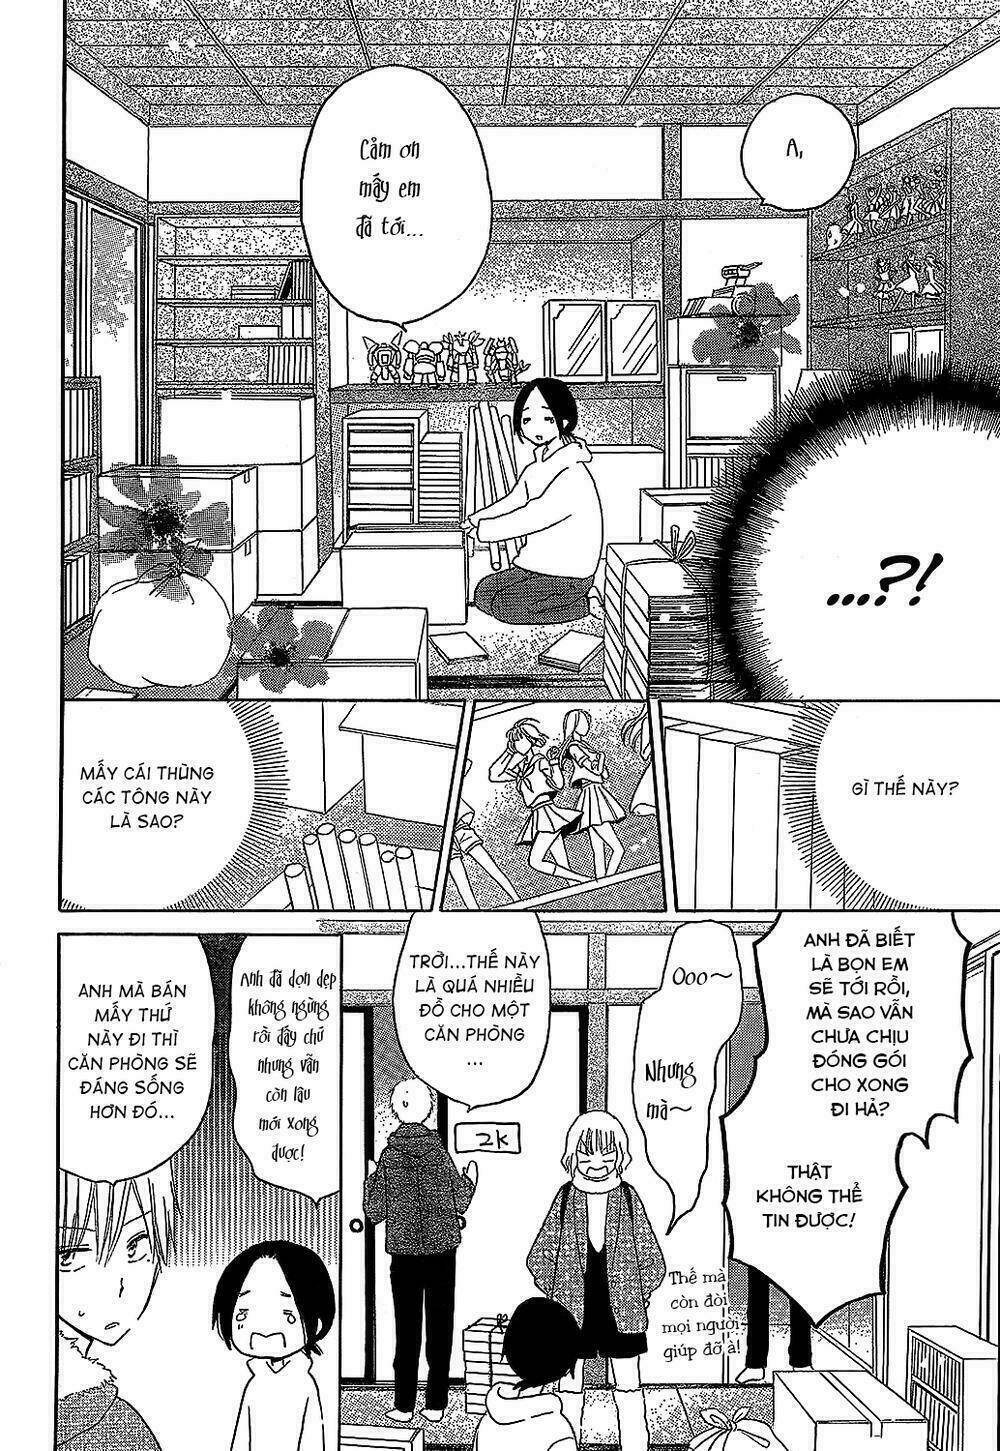 A,
Cảm ơn
mấy em
đã tới...
...?!
GÌ THẾ NÀY?
MẤY CÁI THÙNG
CÁC TÔNG NÀY
LÀ SAO?
ANH ĐÃ BIẾT
LÀ BỌN EM
SẼ TỚI RỒI,
MÀ SAO VẪN
CHƯA CHỊU
ĐÓNG GÓI
CHO XONG
ĐI HẢ?
THẬT
KHÔNG THỂ
TIN ĐƯỢC!
Ooo~
Nhưng
mà~
Thế mà
còn đòi
mọi người
giúp đỡ à!
TRỜI...THẾ NÀY
LÀ QUÁ NHIỀU
ĐỒ CHO MỘT
CĂN PHÒNG
...
2K
Anh đã dọn dẹp
không ngừng
rồi đấy chứ
nhưng vẫn
còn lâu
mới xong
được!
ANH MÀ BÁN
MẤY THỨ
NÀY ĐI THÌ
CĂN PHÒNG SẼ
ĐÁNG SỐNG
HƠN ĐÓ...